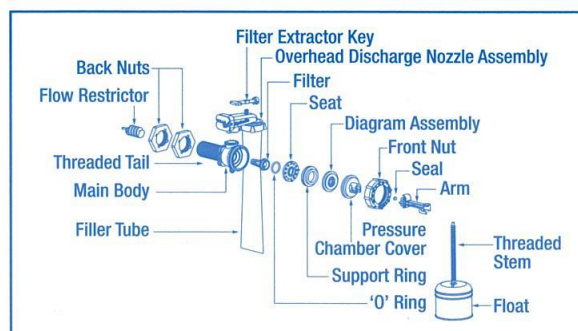 Filter Extractor Key
Overhead Discharge Nozzle Assembly
Back Nuts
Filter
Flow Restrictor
Seat
Diagram Assembly
Front Nut
Threaded Tail
Seal
Main Body
Arm
Filler Tube
Pressure
Chamber Cover
Threaded
Stem
Support Ring
'O' Ring
Float